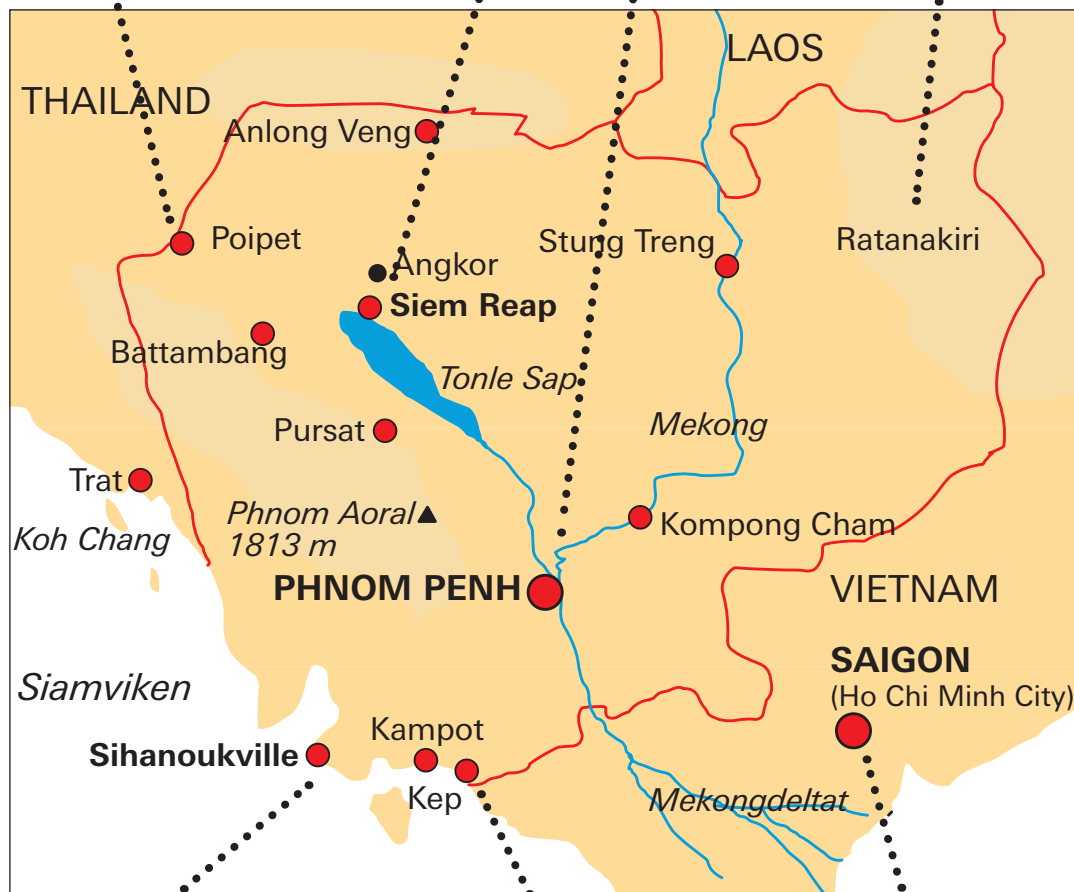 LAOS
THAILAND
Anlong Veng
Poipet
Stung Treng
Ratanakiri
Angkor
Siem Reap
Battambang
Tonle Sap
Mekong
Pursat
Trat
Phnom Aoral
1813 m
Koh Chang
Kompong Cham
PHNOM PENH
VIETNAM
SAIGON
(Ho Chi Minh City)
Siamviken
Kampot
Sihanoukville
Kep
Mekongdeltat